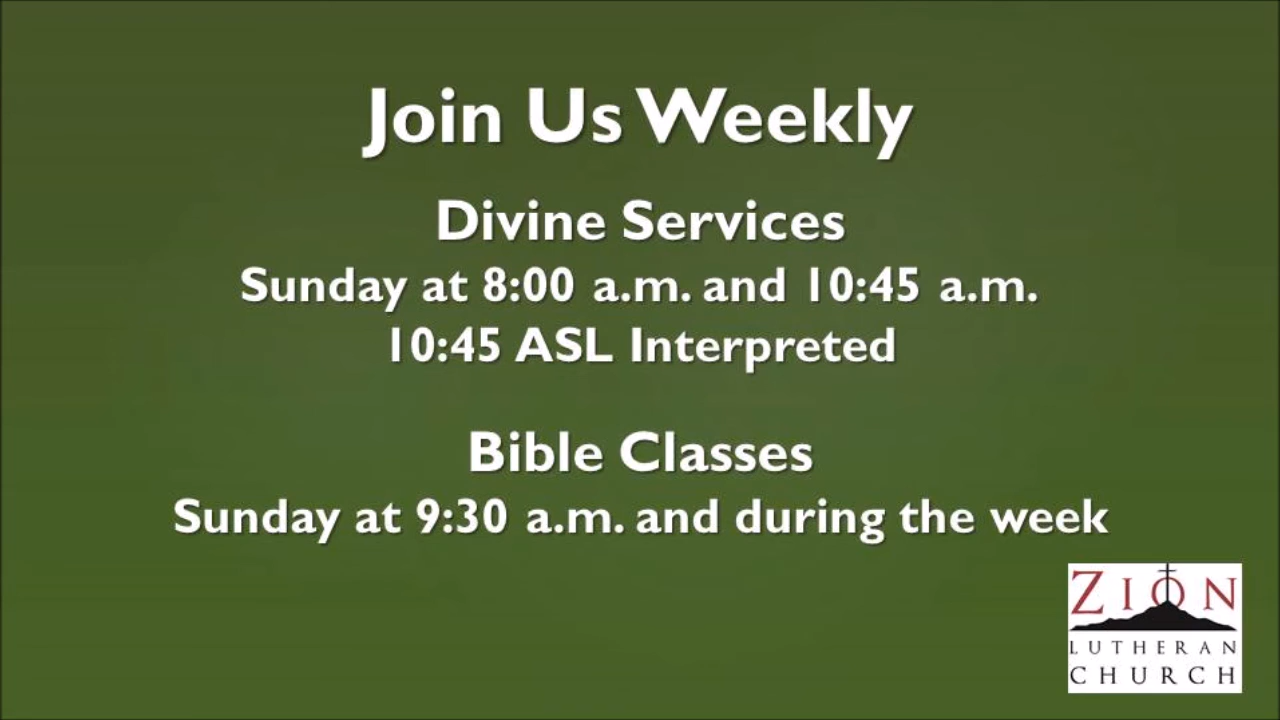 Join Us Weekly
Divine Services
Sunday at 8:00 a.m. and 10:45 a.m.
10:45 ASL Interpreted
Bible Classes
Sunday at 9:30 a.m. and during the week
ZION
LUTHERAN
CHURCH